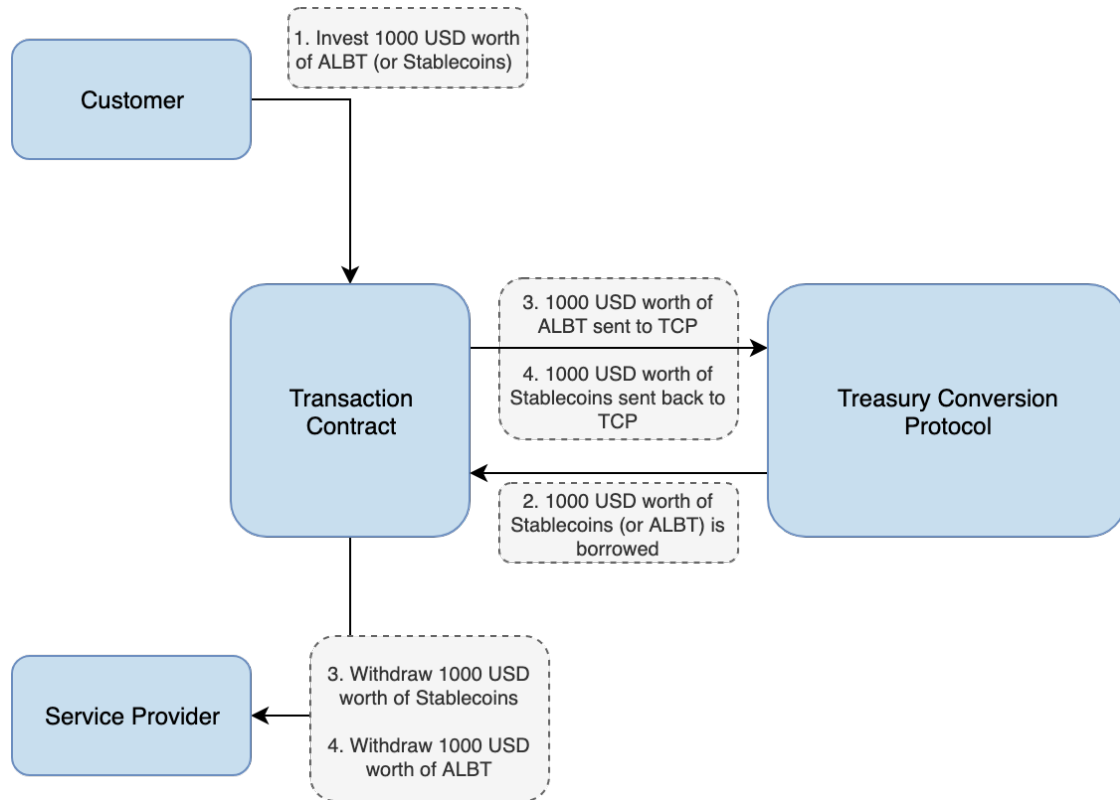 1. Invest 1000 USD worth
of ALBT (or Stablecoins)
Customer
3. 1000 USD worth of
ALBT sent to TCP
4. 1000 USD worth of
Stablecoins sent back to
TCP
Transaction
Contract
Treasury Conversion
Protocol
2. 1000 USD worth of
Stablecoins (or ALBT) is
borrowed
3. Withdraw 1000 USD
worth of Stablecoins
4. Withdraw 1000 USD
worth of ALBT
Service Provider